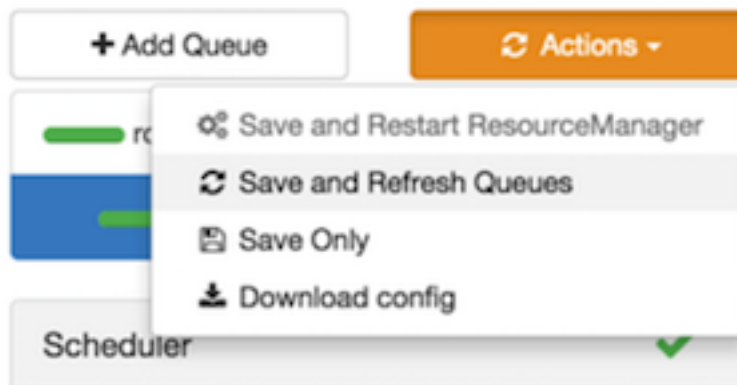 + Add Queue
Actions
Save and Restart ResourceManager
Save and Refresh Queues
Save Only
Download config
Scheduler